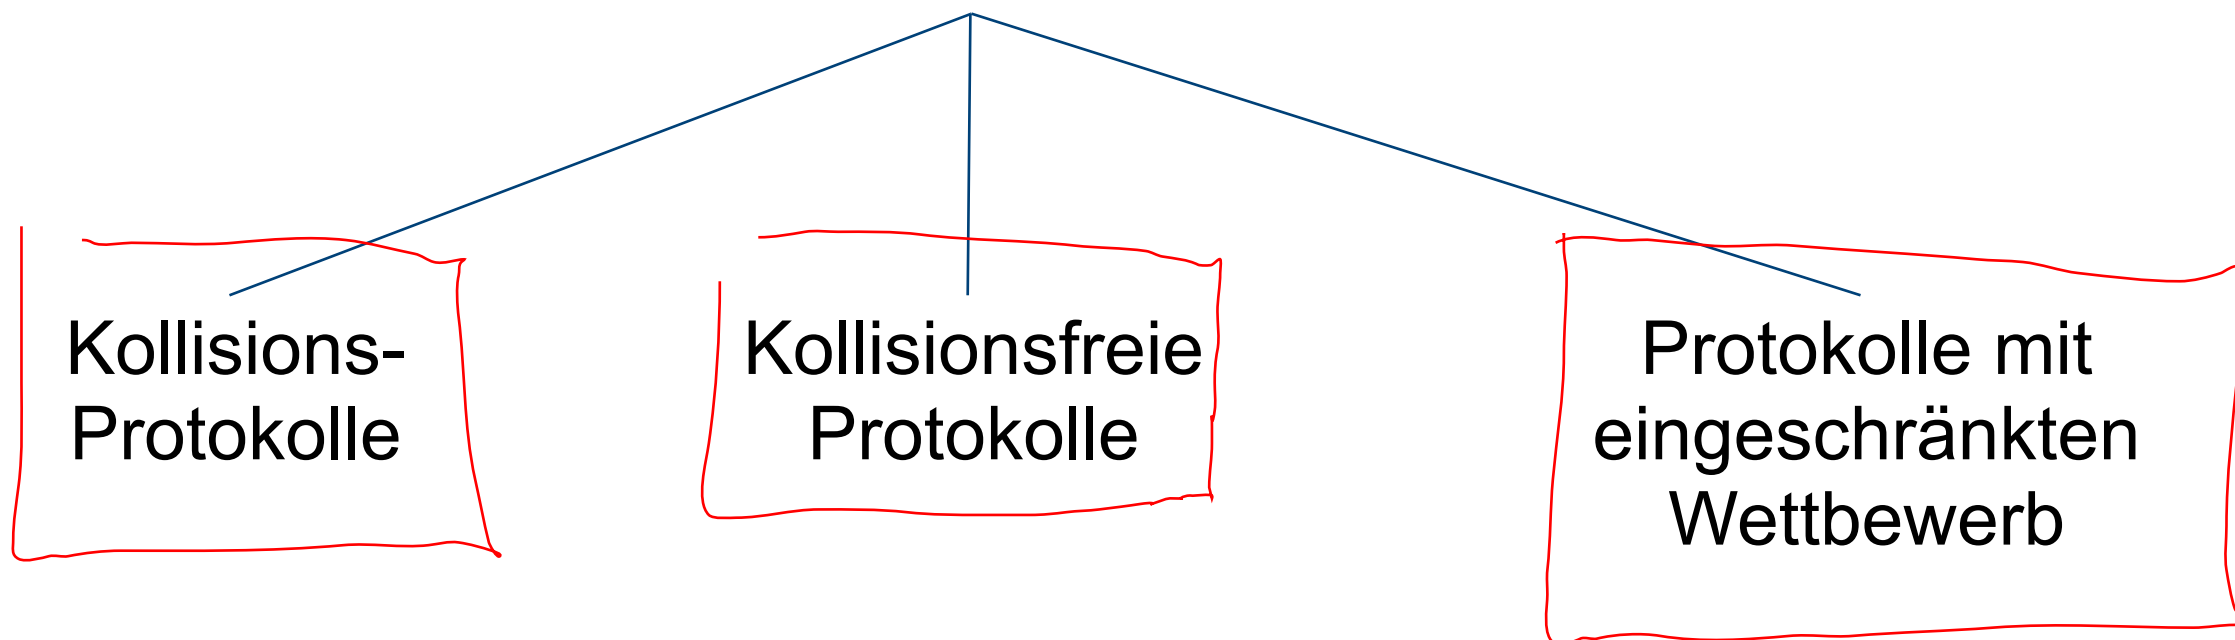 Kollisions-
Protokolle
Kollisionsfreie
Protokolle
Protokolle mit
eingeschränkten
Wettbewerb